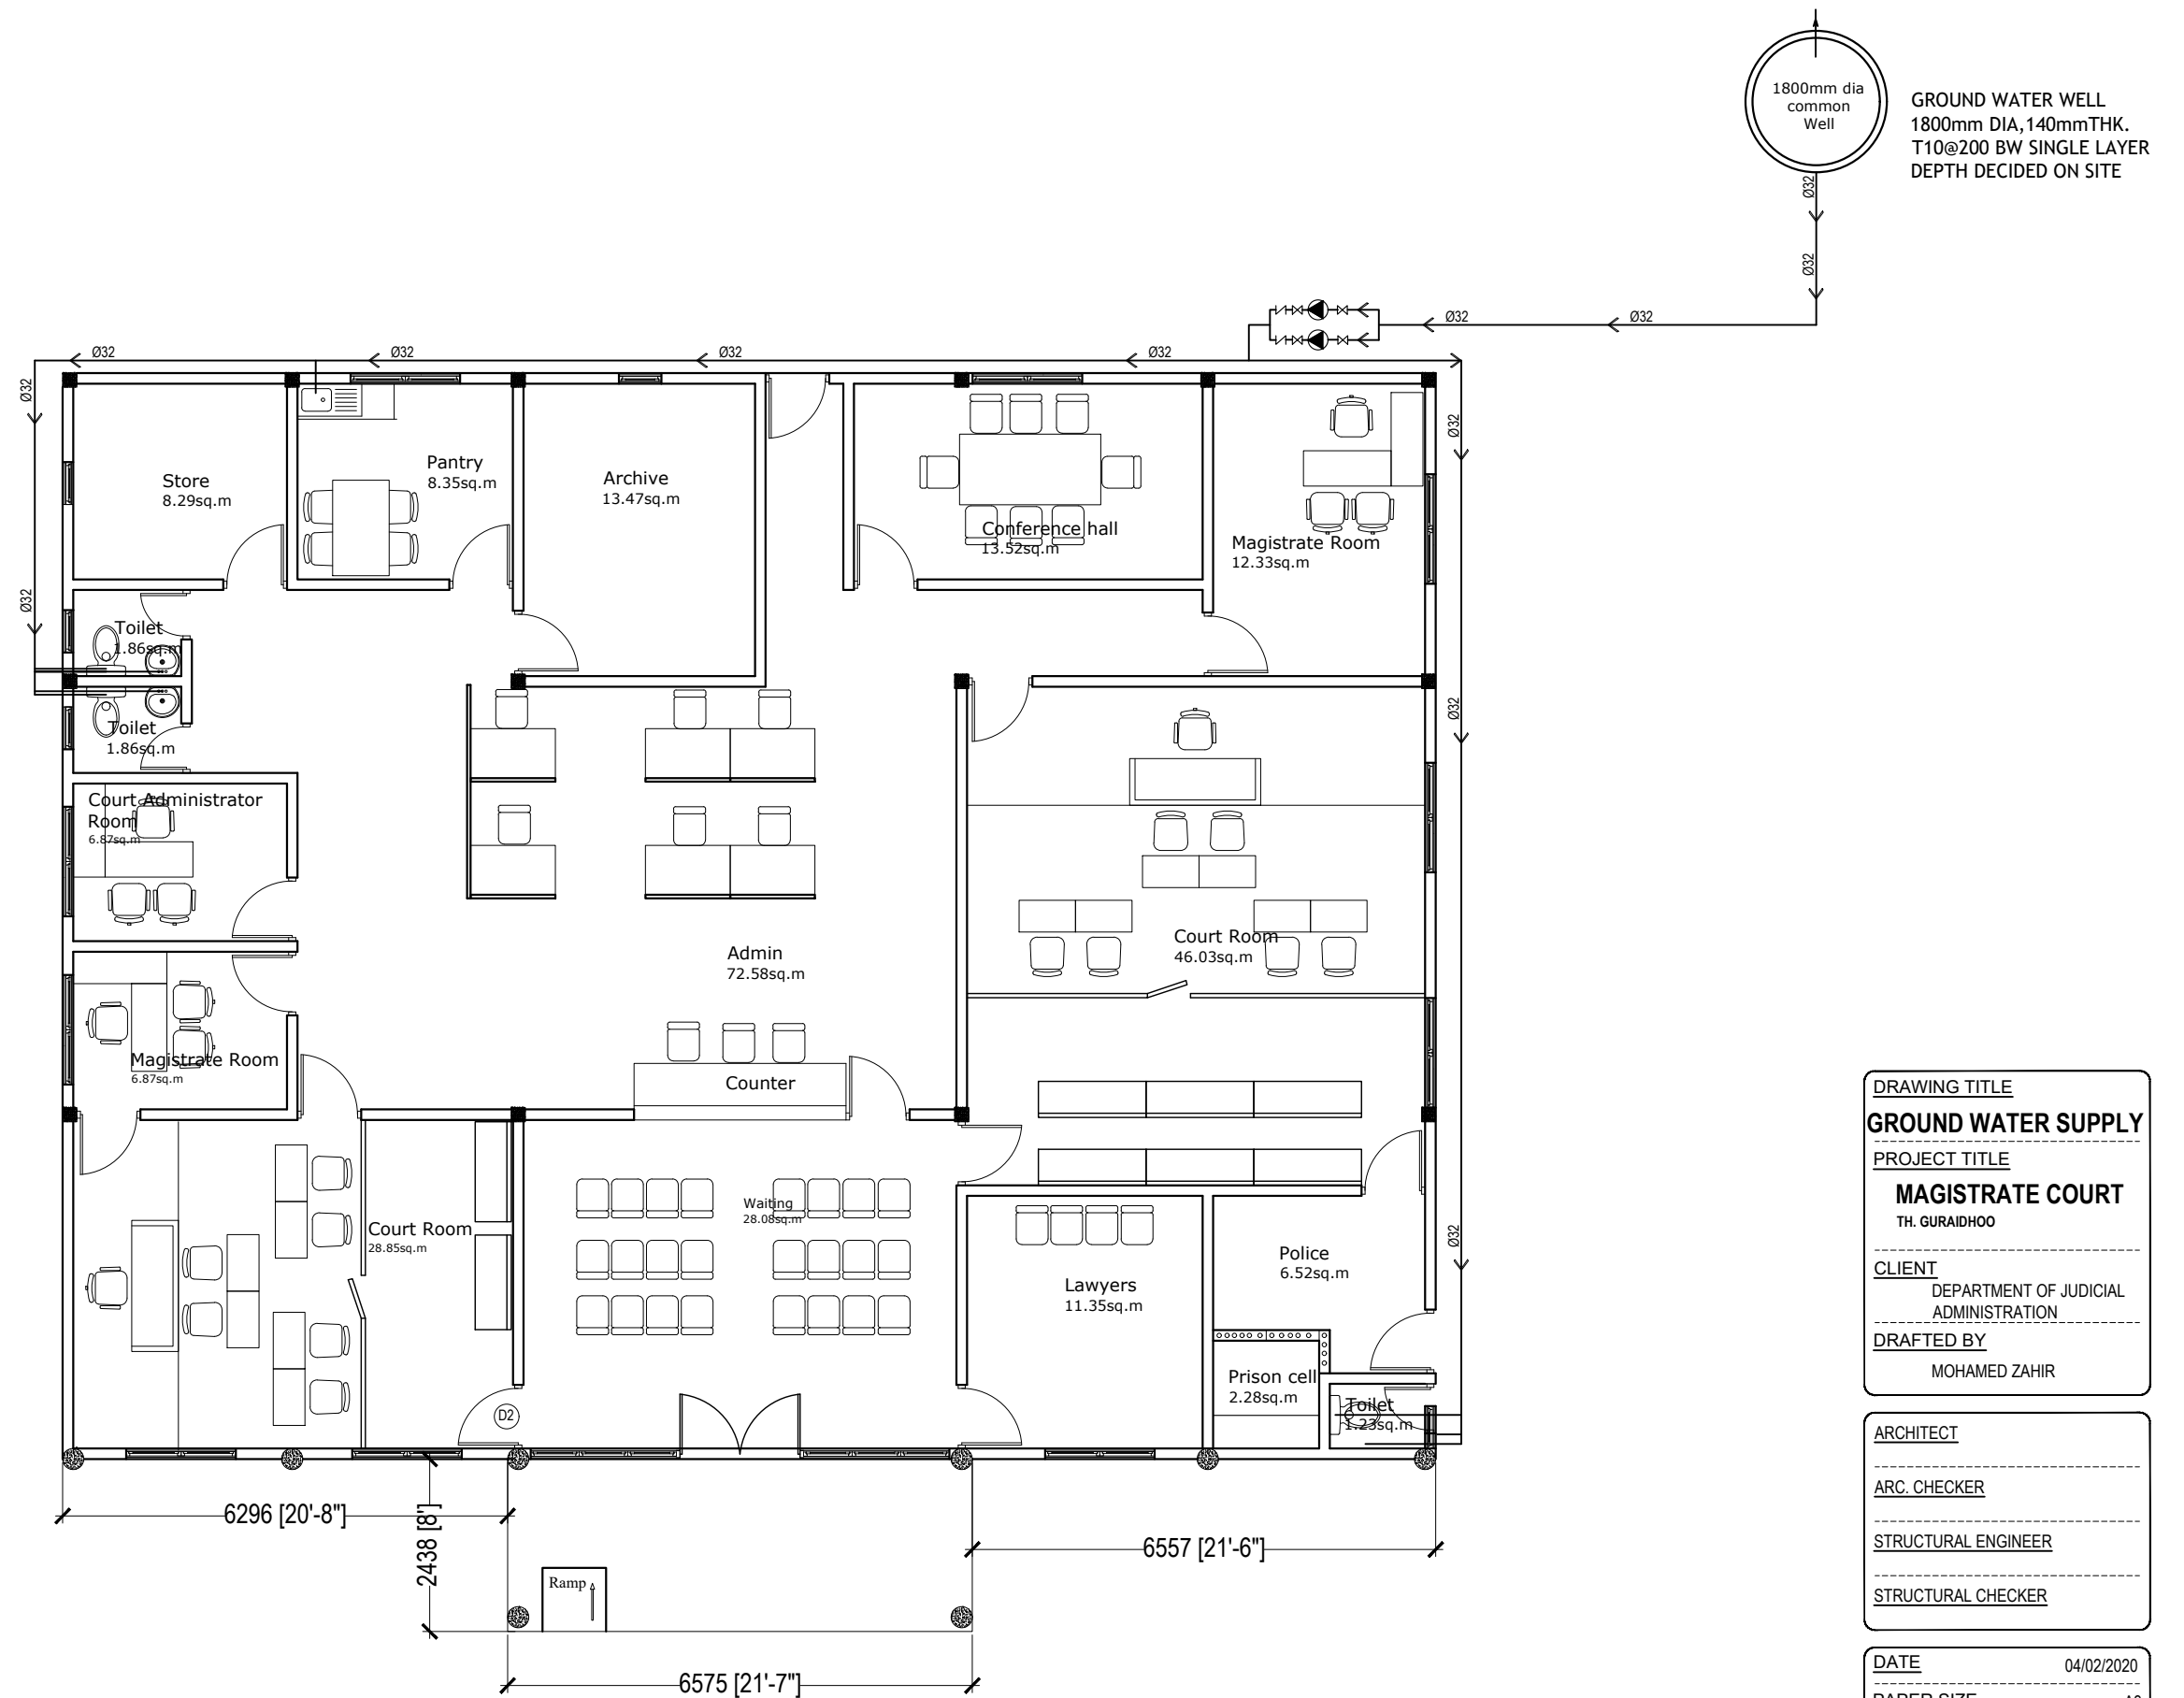 1800mm dia
common
Well
GROUND WATER WELL
1800mm DIA,140mmTHK.
T10@200 BW SINGLE LAYER
DEPTH DECIDED ON SITE
Ø32
Ø32
Ø32
Ø32
Ø32
Ø32
Ø32
Ø32
Ø32
Ø32
Ø32
Ø32
Ø32
Store
8.29sq.m
Pantry
8.35sq.m
Archive
13.47sq.m
Conference hall
13.52sq.m
Magistrate Room
12.33sq.m
Toilet
1.86sq.m
Toilet
1.86sq.m
Court Administrator
Room
6.87sq.m
Admin
72.58sq.m
Court Room
46.03sq.m
Magistrate Room
6.87sq.m
Counter
Court Room
28.85sq.m
Waiting
28.08sq.m
Lawyers
11.35sq.m
Police
6.52sq.m
Prison cell
2.28sq.m
Toilet
1.23sq.m
D2
6296 [20'-8"]
2438 [8']
6557 [21'-6"]
Ramp
6575 [21'-7"]
DRAWING TITLE
GROUND WATER SUPPLY
PROJECT TITLE
MAGISTRATE COURT
TH. GURAIDHOO
CLIENT
DEPARTMENT OF JUDICIAL
ADMINISTRATION
DRAFTED BY
MOHAMED ZAHIR
ARCHITECT
ARC. CHECKER
STRUCTURAL ENGINEER
STRUCTURAL CHECKER
DATE 04/02/2020
PAPER SIZE